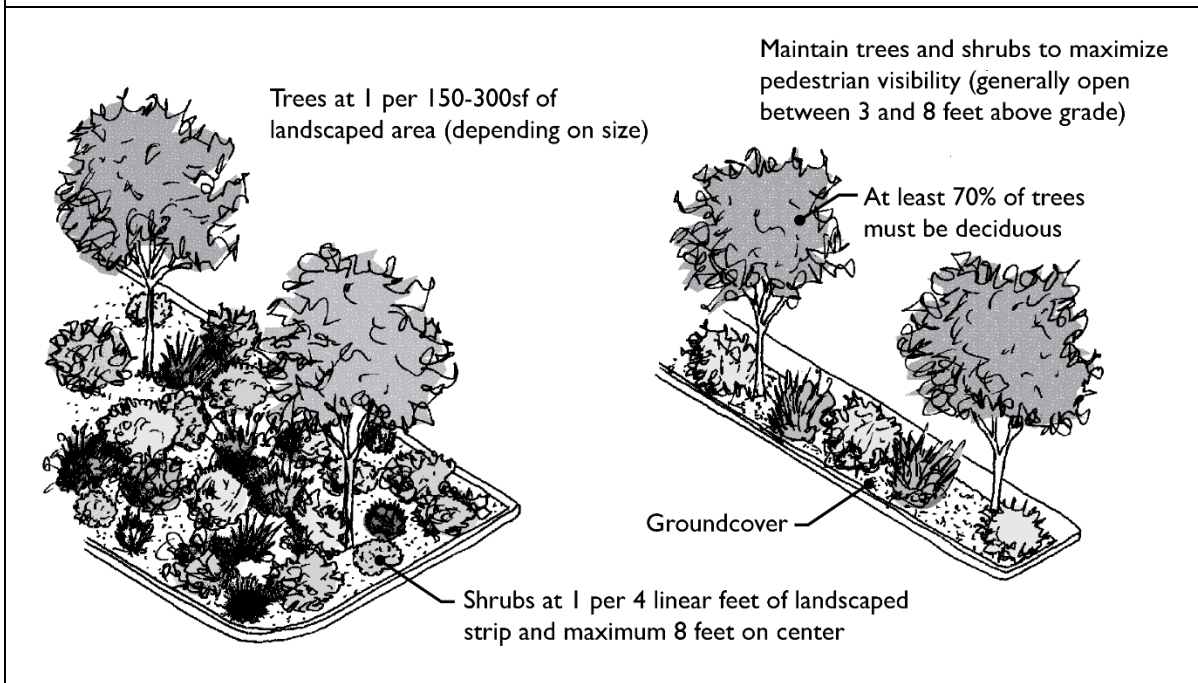 Trees at 1 per 150-300sf of
landscaped area (depending on size)
Maintain trees and shrubs to maximize
pedestrian visibility (generally open
between 3 and 8 feet above grade)
At least 70% of trees
must be deciduous
Groundcover
Shrubs at 1 per 4 linear feet of landscaped
strip and maximum 8 feet on center